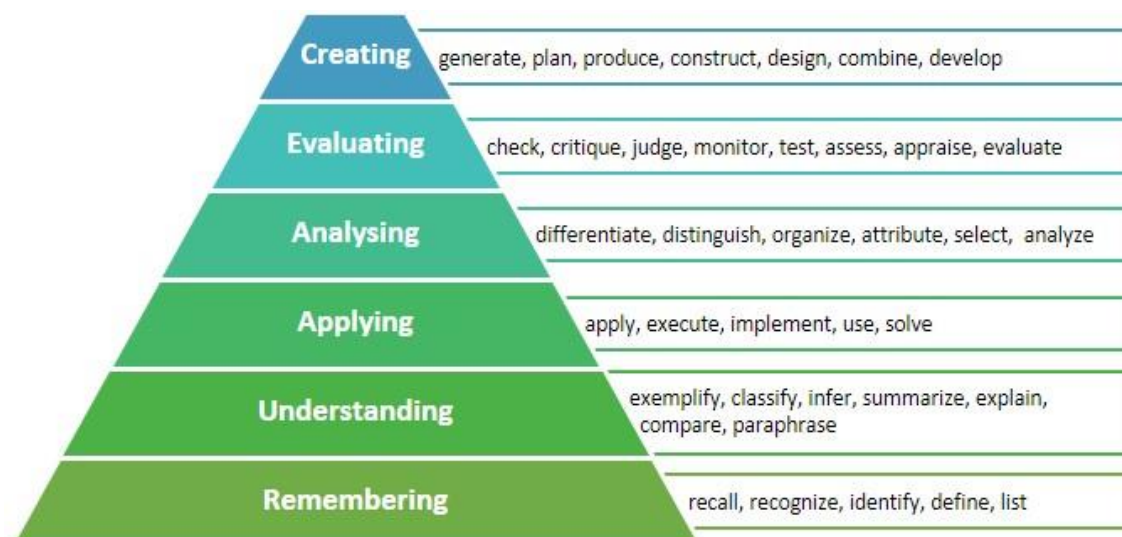 Creating
generate, plan, produce, construct, design, combine, develop
Evaluating
check, critique, judge, monitor, test, assess, appraise, evaluate
Analysing
differentiate, distinguish, organize, attribute, select, analyze
Applying
apply, execute, implement, use, solve
Understanding
exemplify, classify, infer, summarize, explain,
compare, paraphrase
Remembering
recall, recognize, identify, define, list